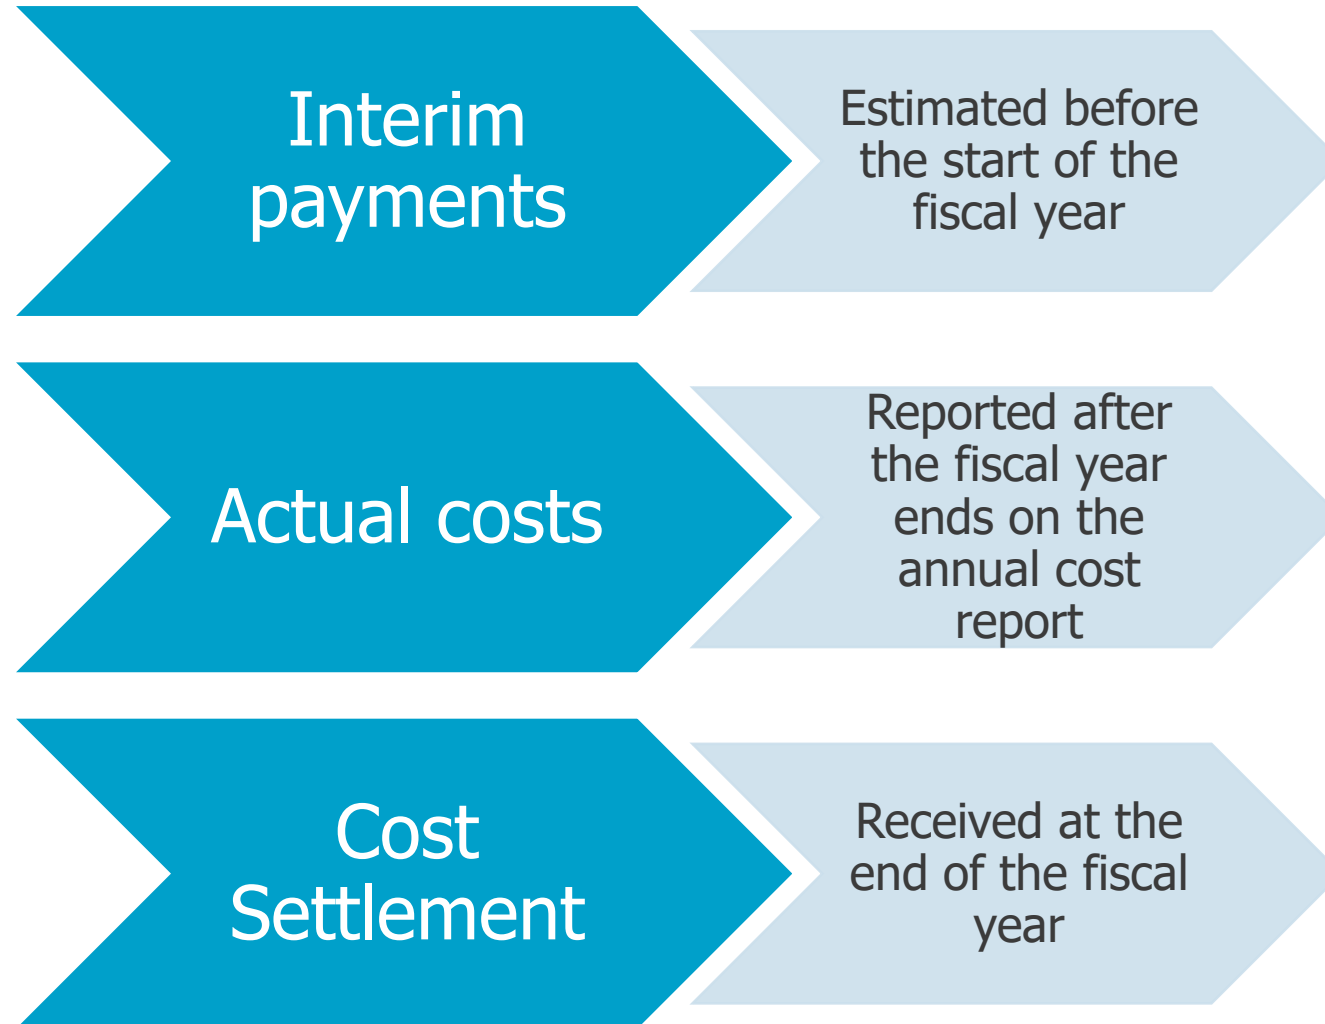 Interim
payments
Estimated before
the start of the
fiscal year
Actual costs
Reported after
the fiscal year
ends on the
annual cost
report
Cost
Settlement
Received at the
end of the fiscal
year